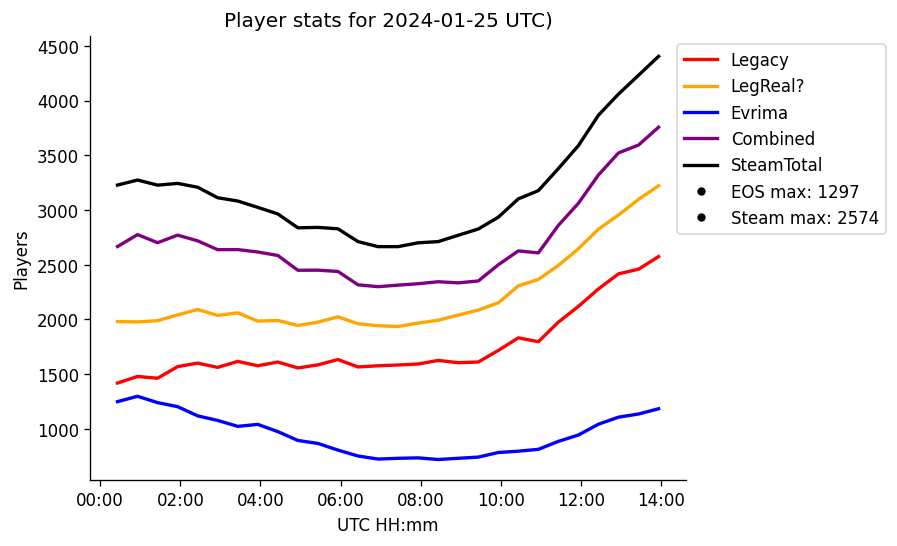 Player stats for 2024-01-25 UTC)
4500
4000
3500
3000
2500
2000
1500
1000
Players
00:00 02:00 04:00 06:00 08:00 10:00 12:00 14:00
UTC HH:mm
Legacy
LegReal?
Evrima
Combined
SteamTotal
EOS max: 1297
Steam max: 2574